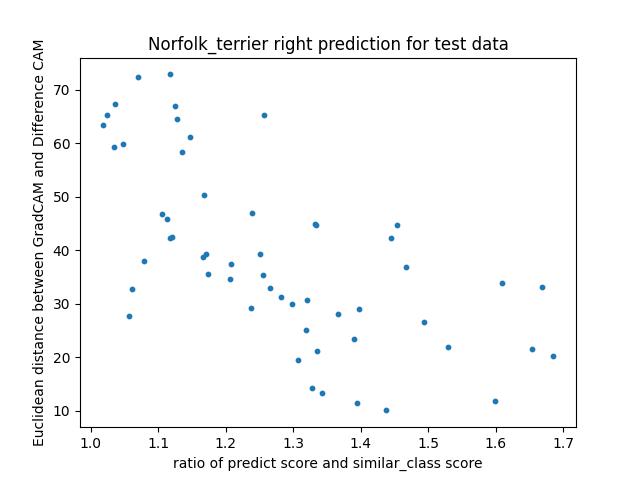 Norfolk_terrier right prediction for test data
Euclidean distance between GradCAM and Difference CAM
70
60
50
40
30
20
10
1.0 1.1 1.2 1.3 1.4 1.5 1.6 1.7
ratio of predict score and similar_class score